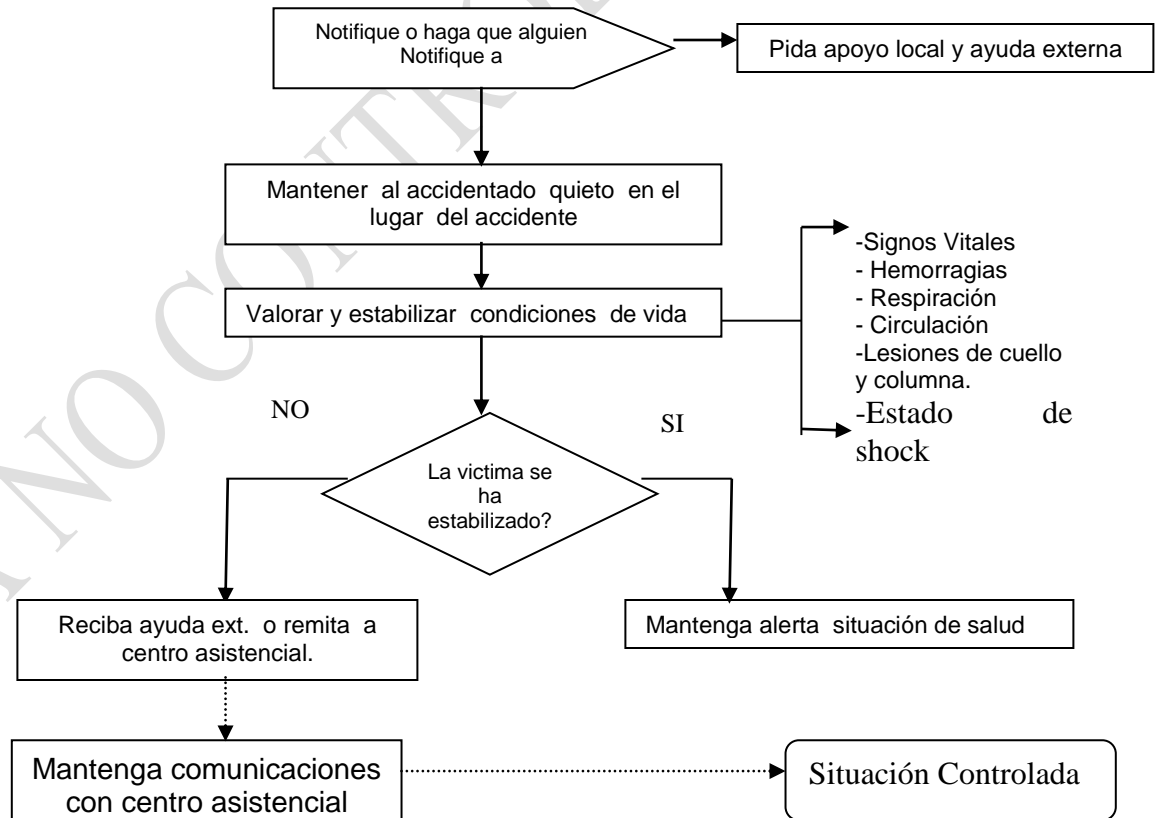 Notifique o haga que alguien
Notifique a
Pida apoyo local y ayuda externa
Mantener al accidentado quieto en el
lugar del accidente
Valorar y estabilizar condiciones de vida
-Signos Vitales
- Hemorragias
- Respiración
- Circulación
-Lesiones de cuello
y columna.
-Estado de
shock
NO
SI
La victima se
ha
estabilizado?
Reciba ayuda ext. o remita a
centro asistencial.
Mantenga alerta situación de salud
Mantenga comunicaciones
con centro asistencial
Situación Controlada